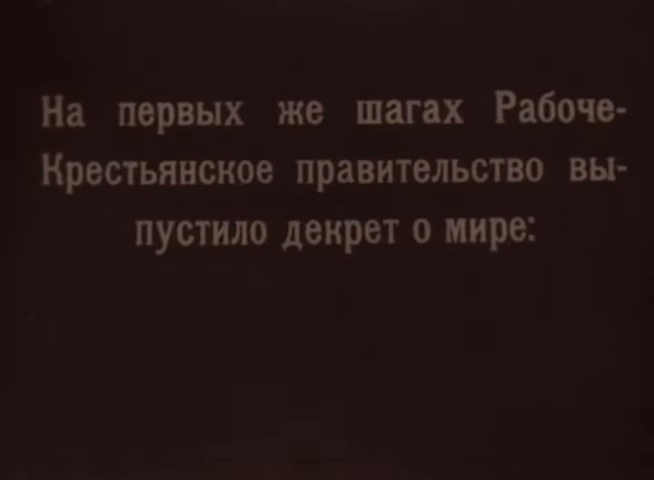 На первых же шагах Рабоче-
Крестьянское правительство вы-
пустило декрет о мире: